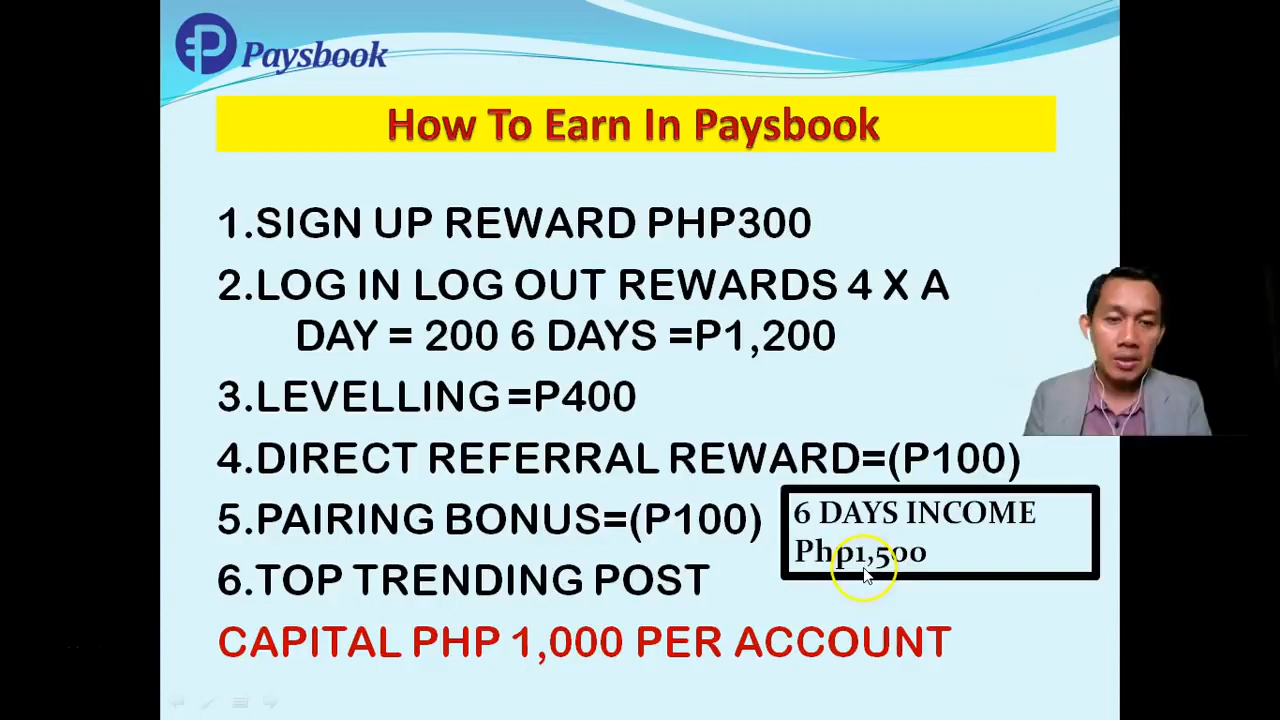 Paysbook
How To Earn In Paysbook
1.SIGN UP REWARD PHP300
2.LOG IN LOG OUT REWARDS 4 X A
DAY = 200 6 DAYS =P1,200
3.LEVELLING =P400
4.DIRECT REFERRAL REWARD=(P100)
5.PAIRING BONUS=(P100)
6 DAYS INCOME
Php1,500
6.TOP TRENDING POST
CAPITAL PHP 1,000 PER ACCOUNT